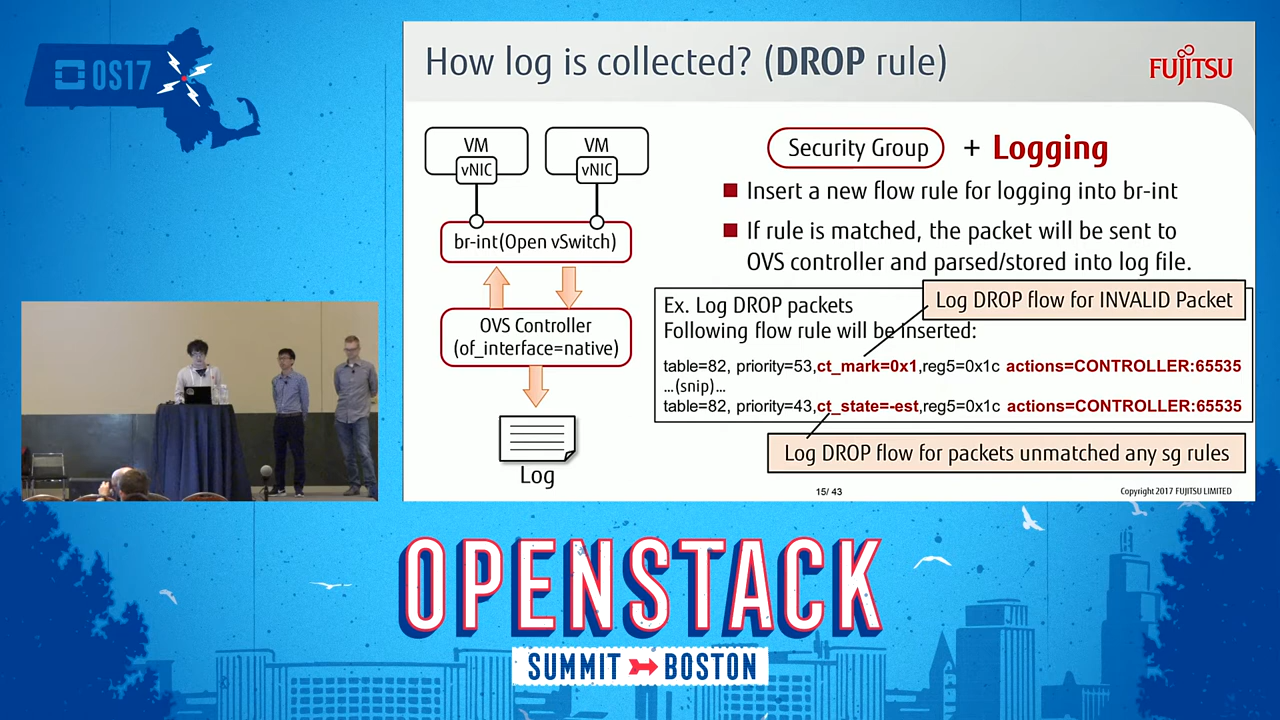 OS17
How log is collected? (DROP rule)
FUJITSU
VM
vNIC
VM
vNIC
br-int(Open vSwitch)
OVS Controller
(of_interface=native)
Log
Security Group + Logging
Insert a new flow rule for logging into br-int
If rule is matched, the packet will be sent to
OVS controller and parsed/stored into log file.
Log DROP flow for INVALID Packet
Ex. Log DROP packets
Following flow rule will be inserted:
table=82, priority=53,ct_mark=0x1,reg5=0x1c actions=CONTROLLER:65535
...(snip)...
table=82, priority=43,ct_state=-est,reg5=0x1c actions=CONTROLLER:65535
Log DROP flow for packets unmatched any sg rules
15/ 43
Copyright 2017 FUJITSU LIMITED
OPENSTACK
SUMMIT BOSTON